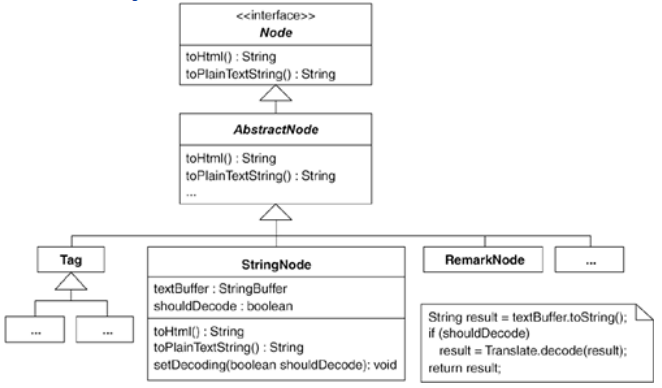 <<interface>>
Node
toHtml() : String
toPlainTextString() : String
AbstractNode
toHtml() : String
toPlainTextString() : String
...
Tag
...
...
StringNode
textBuffer : StringBuffer
shouldDecode : boolean
toHtml() : String
toPlainTextString() : String
setDecoding(boolean shouldDecode): void
RemarkNode
...
String result = textBuffer.toString();
if (shouldDecode)
result = Translate.decode(result);
return result;